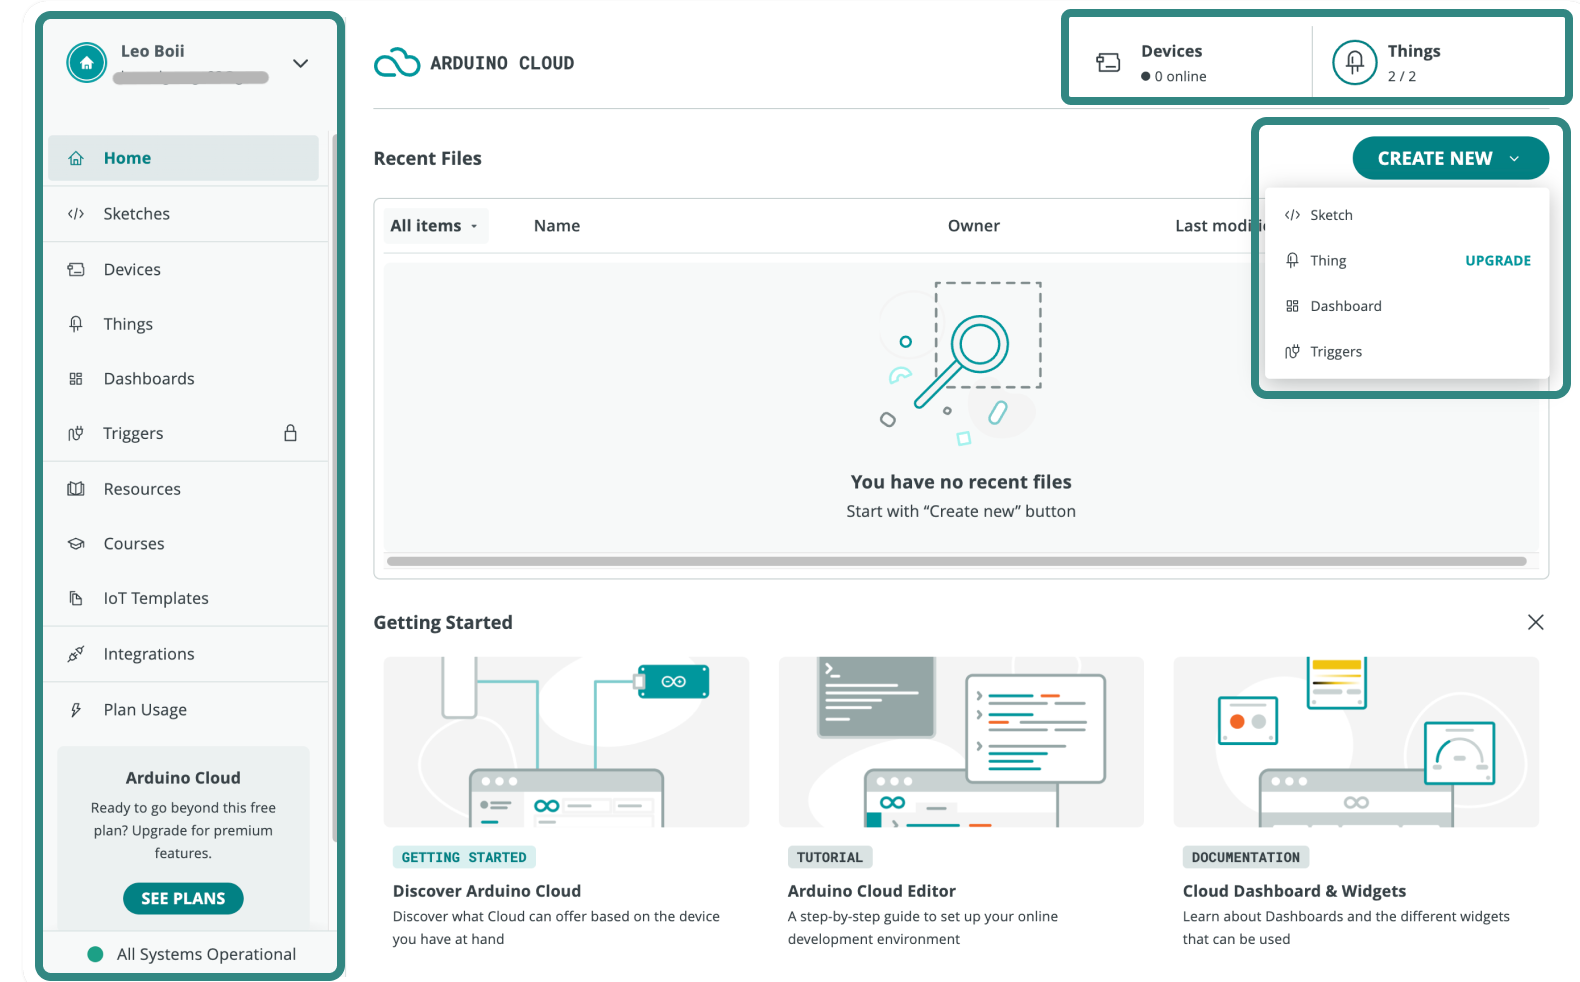 Leo Boii
Home
Sketches
Devices
Things
Dashboards
Triggers
Resources
Courses
IoT Templates
Integrations
Plan Usage
Arduino Cloud
Ready to go beyond this free
plan? Upgrade for premium
features.
SEE PLANS
All Systems Operational
ARDUINO CLOUD
Devices
0 online
Things
2 / 2
Recent Files
CREATE NEW
Sketch
Thing UPGRADE
Dashboard
Triggers
All items Name Owner Last modi
You have no recent files
Start with “Create new” button
Getting Started
GETTING STARTED
Discover Arduino Cloud
Discover what Cloud can offer based on the device
you have at hand
TUTORIAL
Arduino Cloud Editor
A step-by-step guide to set up your online
development environment
DOCUMENTATION
Cloud Dashboard & Widgets
Learn about Dashboards and the different widgets
that can be used